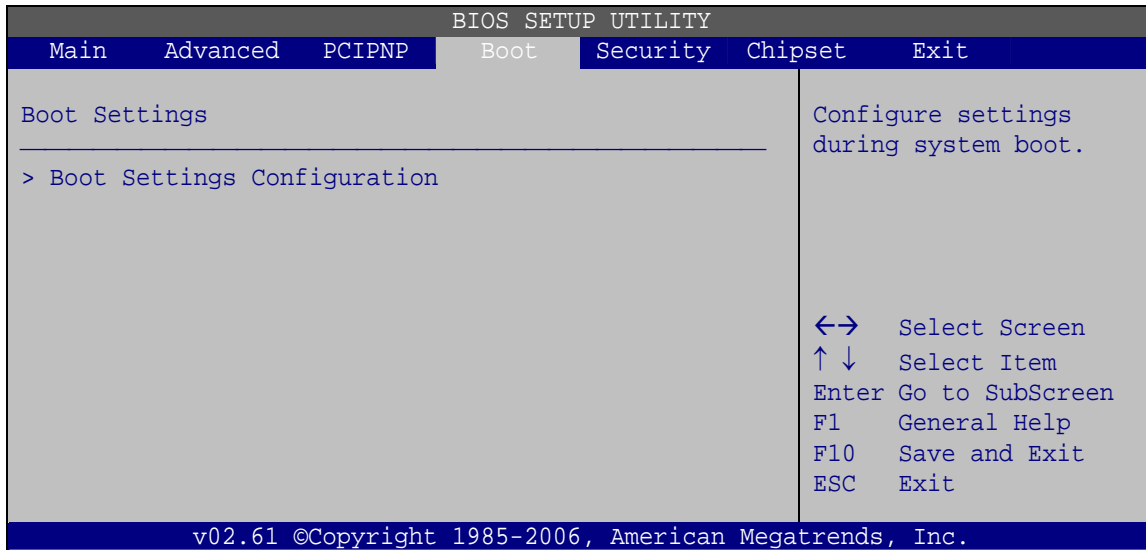 BIOS SETUP UTILITY
Main Advanced PCIPNP Boot Security Chipset Exit
Boot Settings
> Boot Settings Configuration
Configure settings
during system boot.
←→ Select Screen
↑ ↓ Select Item
Enter Go to SubScreen
F1 General Help
F10 Save and Exit
ESC Exit
v02.61 ©Copyright 1985-2006, American Megatrends, Inc.